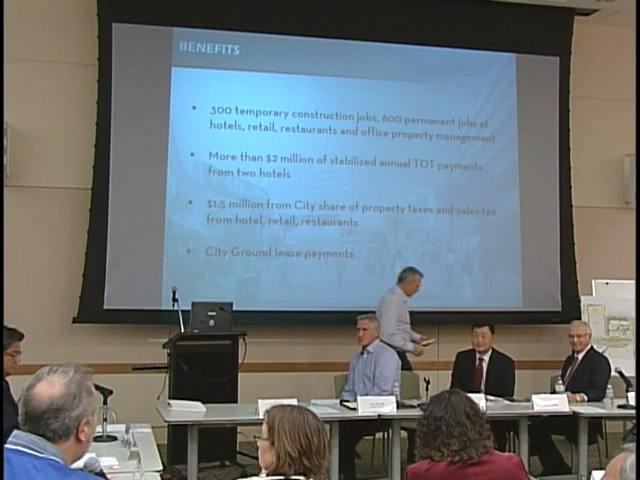 BENEFITS
• 300 temporary construction jobs, 600 permanent jobs at
hotels, retail, restaurants and office property management
• More than $2 million of stabilized annual TOT payments
from two hotels
• $1.5 million from City share of property taxes and sales tax
from hotel, retail, restaurants
• City Ground lease payments